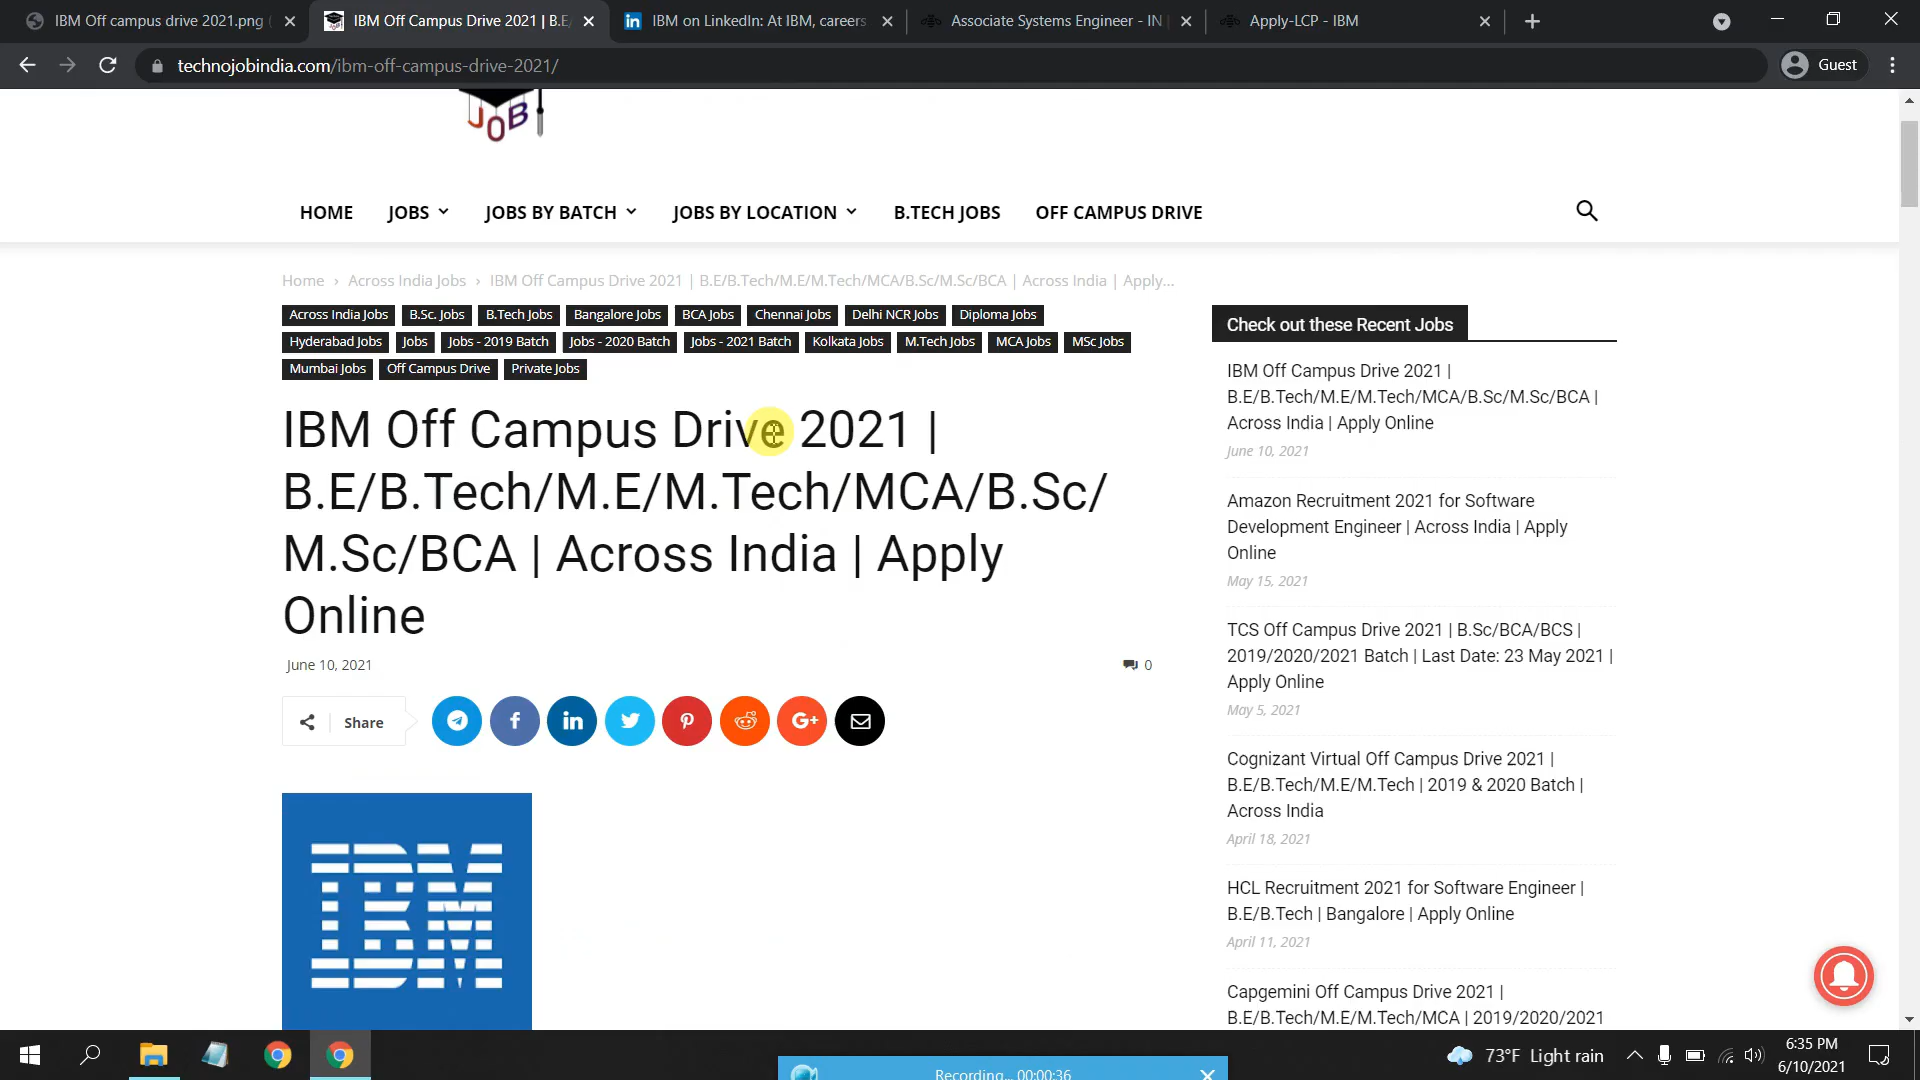 IBM Off campus drive 2021.png (
IBM Off Campus Drive 2021 | B.E/
IBM on LinkedIn: At IBM, careers
Associate Systems Engineer - IN
Apply-LCP - IBM
technojobindia.com/ibm-off-campus-drive-2021/
Guest
JOB
HOME
JOBS
JOBS BY BATCH
JOBS BY LOCATION
B.TECH JOBS
OFF CAMPUS DRIVE
Home › Across India Jobs › IBM Off Campus Drive 2021 | B.E/B.Tech/M.E/M.Tech/MCA/B.Sc/M.Sc/BCA | Across India | Apply...
Across India Jobs B.Sc. Jobs B.Tech Jobs Bangalore Jobs BCA Jobs Chennai Jobs Delhi NCR Jobs Diploma Jobs
Hyderabad Jobs Jobs Jobs - 2019 Batch Jobs - 2020 Batch Jobs - 2021 Batch Kolkata Jobs M.Tech Jobs MCA Jobs MSc Jobs
Mumbai Jobs Off Campus Drive Private Jobs
IBM Off Campus Drive 2021 |
B.E/B.Tech/M.E/M.Tech/MCA/B.Sc/
M.Sc/BCA | Across India | Apply
Online
June 10, 2021
0
Share
IBM
Check out these Recent Jobs
IBM Off Campus Drive 2021 |
B.E/B.Tech/M.E/M.Tech/MCA/B.Sc/M.Sc/BCA |
Across India | Apply Online
June 10, 2021
Amazon Recruitment 2021 for Software
Development Engineer | Across India | Apply
Online
May 15, 2021
TCS Off Campus Drive 2021 | B.Sc/BCA/BCS |
2019/2020/2021 Batch | Last Date: 23 May 2021 |
Apply Online
May 5, 2021
Cognizant Virtual Off Campus Drive 2021 |
B.E/B.Tech/M.E/M.Tech | 2019 & 2020 Batch |
Across India
April 18, 2021
HCL Recruitment 2021 for Software Engineer |
B.E/B.Tech | Bangalore | Apply Online
April 11, 2021
Capgemini Off Campus Drive 2021 |
B.E/B.Tech/M.E/M.Tech/MCA | 2019/2020/2021
Recording... 00:00:36
73°F Light rain
6:35 PM
6/10/2021